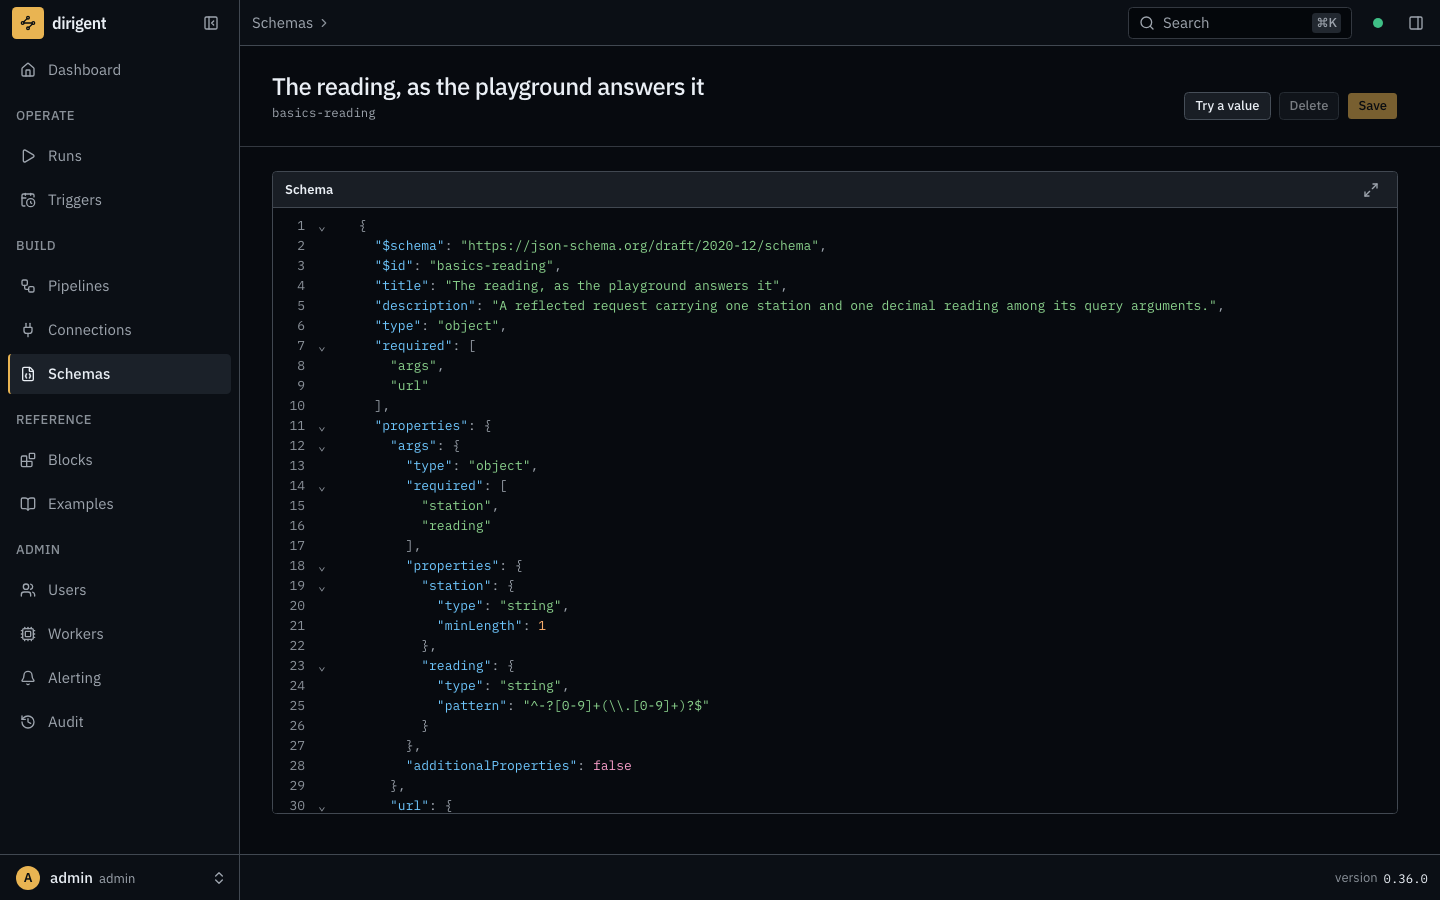 dirigent
Schemas
Search
⌘K
Dashboard
OPERATE
Runs
Triggers
BUILD
Pipelines
Connections
Schemas
REFERENCE
Blocks
Examples
ADMIN
Users
Workers
Alerting
Audit
A
admin admin
The reading, as the playground answers it
basics-reading
Try a value
Delete
Save
Schema
1 {
2 "$schema": "https://json-schema.org/draft/2020-12/schema",
3 "$id": "basics-reading",
4 "title": "The reading, as the playground answers it",
5 "description": "A reflected request carrying one station and one decimal reading among its query arguments.",
6 "type": "object",
7 "required": [
8 "args",
9 "url"
10 ],
11 "properties": {
12 "args": {
13 "type": "object",
14 "required": [
15 "station",
16 "reading"
17 ],
18 "properties": {
19 "station": {
20 "type": "string",
21 "minLength": 1
22 },
23 "reading": {
24 "type": "string",
25 "pattern": "^-?[0-9]+(\\.[0-9]+)?$"
26 }
27 },
28 "additionalProperties": false
29 },
30 "url": {
version 0.36.0